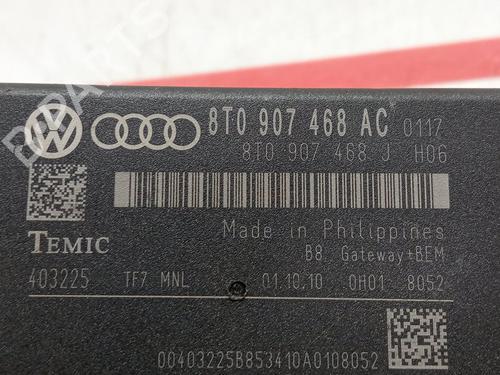 8T0 907 468 AC 0117
8T0 907 468 J H06
TEMIC
Made in Philippines
B8. Gateway+BEM
403225 TF7 MNL 01.10.10 0H01 8052
00403225B853410A0108052